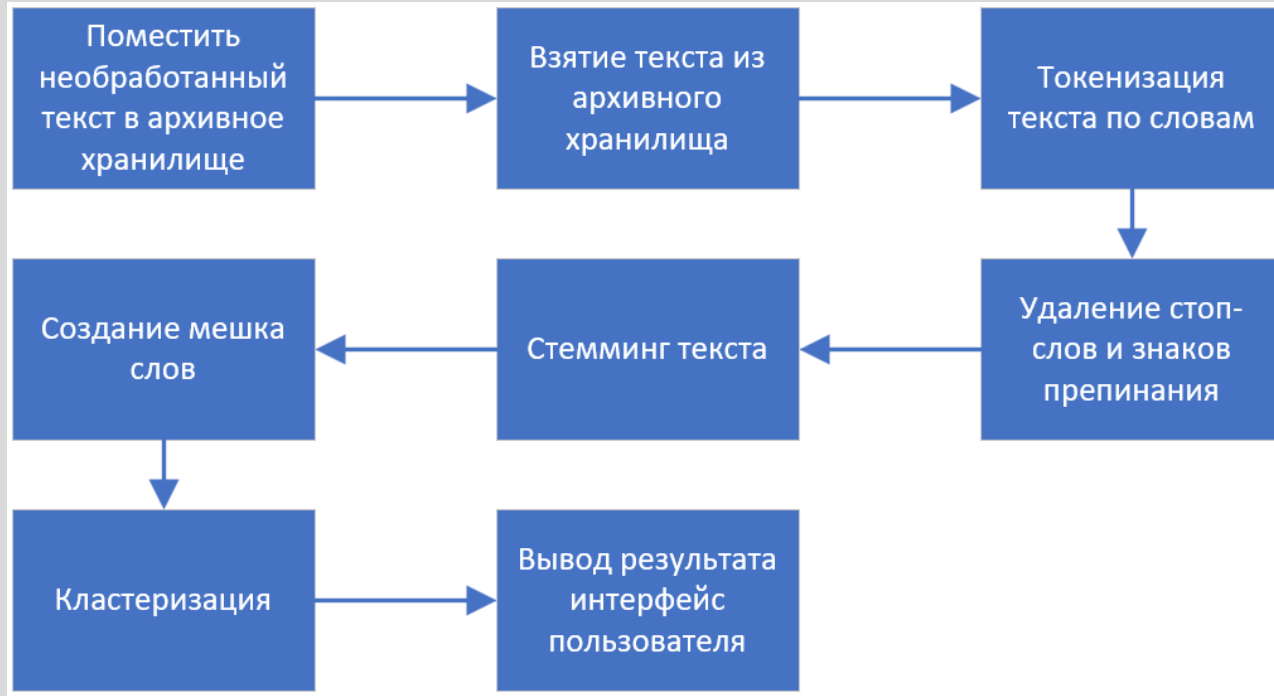 Поместить
необработанный
текст в архивное
хранилище
Взятие текста из
архивного
хранилища
Токенизация
текста по словам
Удаление стоп-
слов и знаков
препинания
Стемминг текста
Создание мешка
слов
Кластеризация
Вывод результата
интерфейс
пользователя